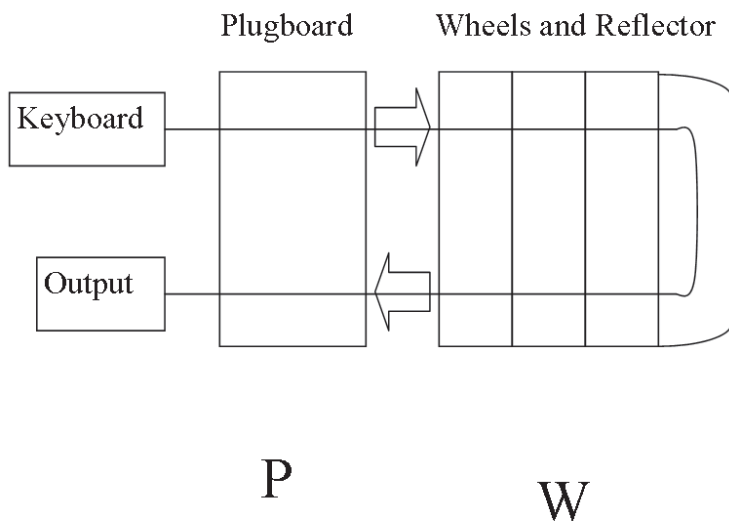 Plugboard
Wheels and Reflector
Keyboard
Output
P
W